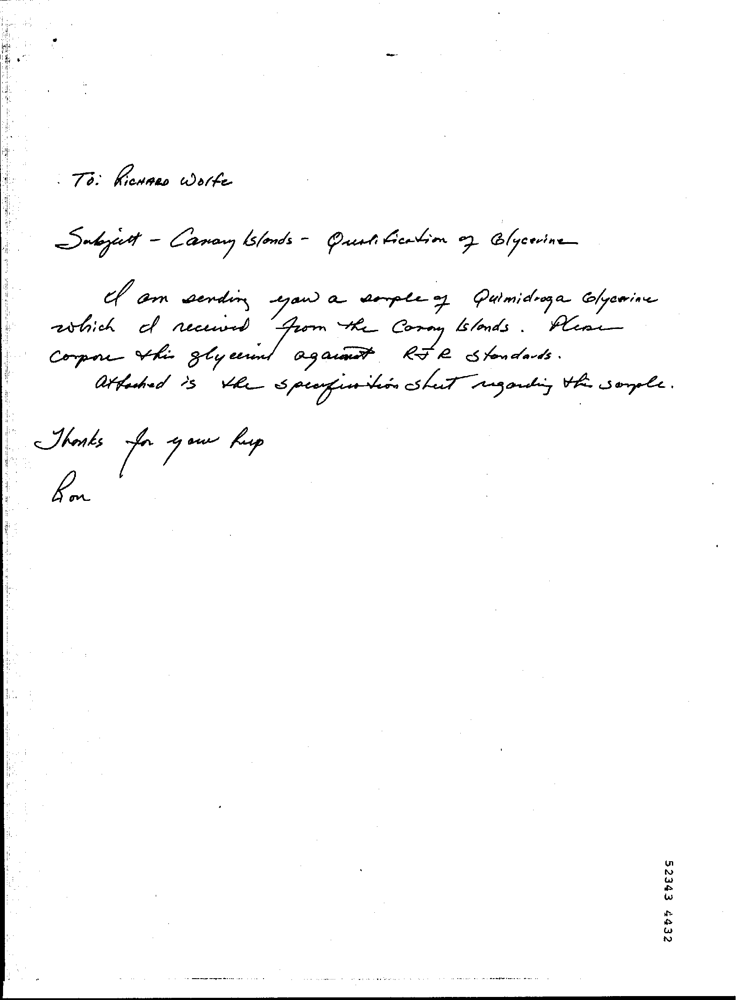 To: Richard Wolfe
Subject - Canary Islands - Qualification of Glycerine
I am sending you a sample of Quimidroga Glycerine
which I received from the Canary Islands. Please
compare this glycerine against RJR Standards.
Attached is the specification sheet regarding this sample.
Thanks for your help
Ron
52343 4432